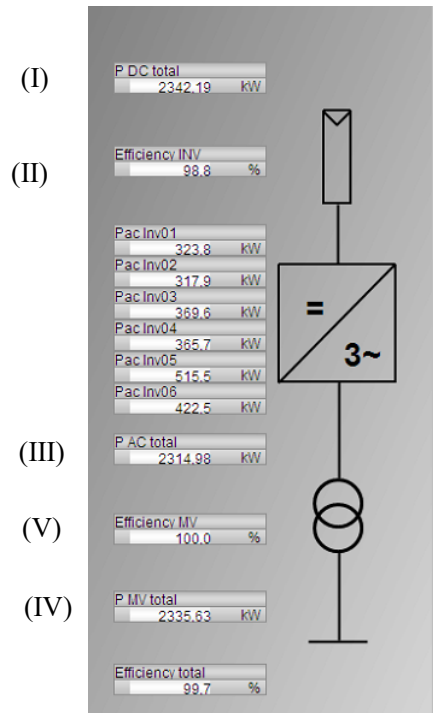 (I)
P DC total
2342.19 kW
(II)
Efficiency INV
98.8 %
Pac Inv01
323.8 kW
Pac Inv02
317.9 kW
Pac Inv03
369.6 kW
Pac Inv04
365.7 kW
Pac Inv05
515.5 kW
Pac Inv06
422.5 kW
=
3~
(III)
P AC total
2314.98 kW
(V)
Efficiency MV
100.0 %
(IV)
P MV total
2335.63 kW
Efficiency total
99.7 %